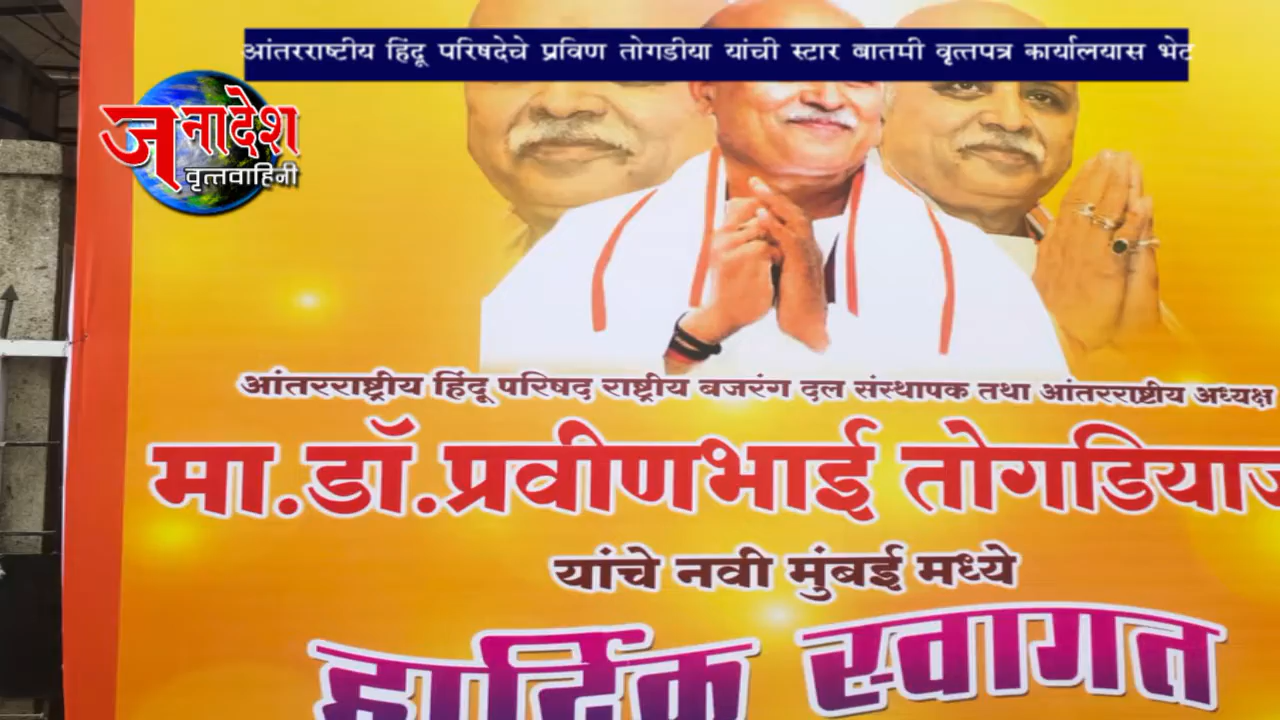 आंतरराष्टीय हिंदू परिषदेचे प्रविण तोगडीया यांची स्टार बातमी वृत्तपत्र कार्यालयास भेट
जनादेश
वृत्तवाहिनी
आंतरराष्ट्रीय हिंदू परिषद राष्ट्रीय बजरंग दल संस्थापक तथा आंतरराष्ट्रीय अध्यक्ष
मा.डॉ.प्रवीणभाई तोगडियाज
यांचे नवी मुंबई मध्ये
हार्दिक स्वागत